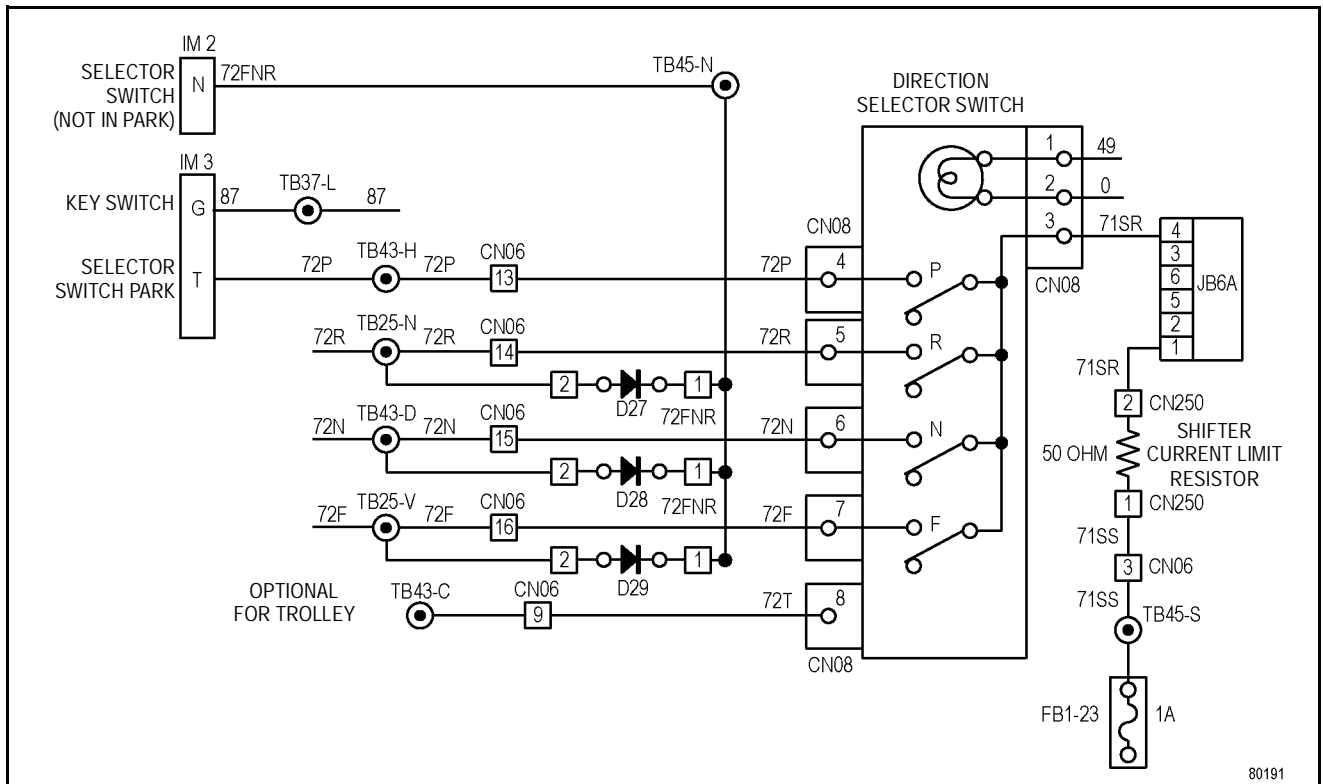 IM 2
SELECTOR
SWITCH
(NOT IN PARK)
N
72FNR
TB45-N
DIRECTION
SELECTOR SWITCH
1
49
2
0
3
71SR
CN08
IM 3
KEY SWITCH
G
87
TB37-L
87
SELECTOR
SWITCH PARK
T
72P
TB43-H
72P
CN06
13
72P
CN08
4
P
4
3
6
5
2
1
JB6A
72R
TB25-N
72R
CN06
14
72R
5
R
2
D27
1
72FNR
71SR
2
CN250
50 OHM
SHIFTER
CURRENT LIMIT
RESISTOR
1
CN250
72N
TB43-D
72N
CN06
15
72N
6
N
2
D28
1
72FNR
71SS
3
CN06
71SS
TB45-S
72F
TB25-V
72F
CN06
16
72F
7
F
2
D29
1
OPTIONAL
FOR TROLLEY
TB43-C
CN06
9
72T
8
CN08
FB1-23
1A
80191